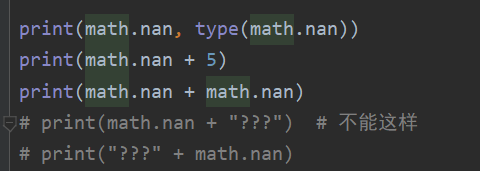 print(math.nan, type(math.nan))
print(math.nan + 5)
print(math.nan + math.nan)
# print(math.nan + "???")  # 不能这样
# print("???" + math.nan)